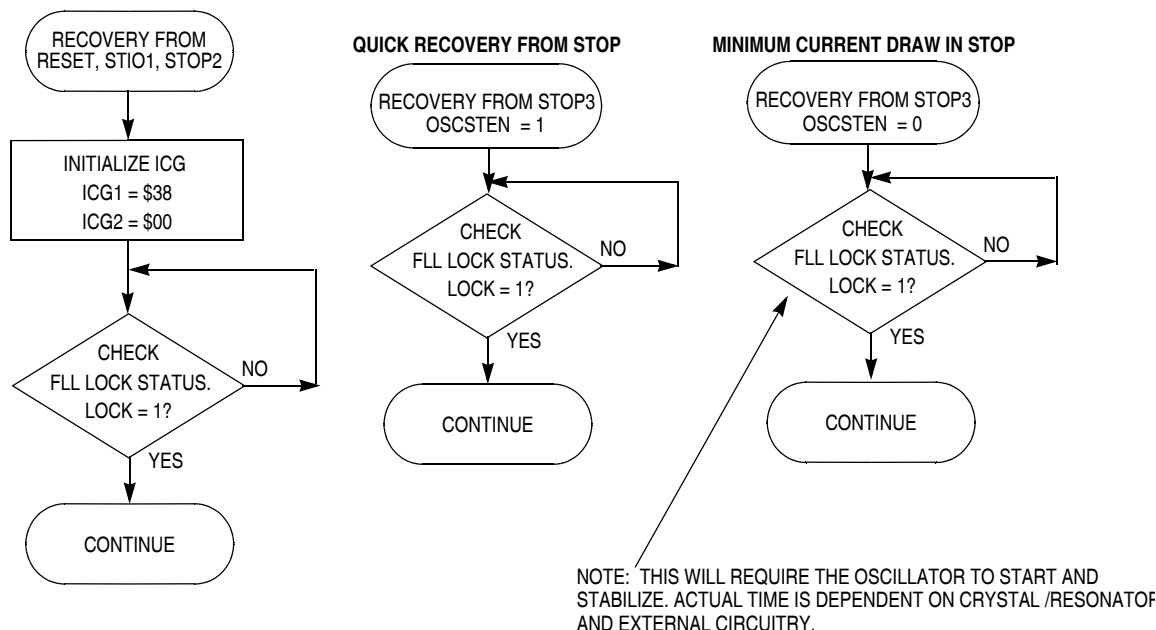 RECOVERY FROM
RESET, STIO1, STOP2
INITIALIZE ICG
ICG1 = $38
ICG2 = $00
CHECK
FLL LOCK STATUS.
LOCK = 1?
NO
YES
CONTINUE
QUICK RECOVERY FROM STOP
RECOVERY FROM STOP3
OSCSTEN = 1
CHECK
FLL LOCK STATUS.
LOCK = 1?
NO
YES
CONTINUE
MINIMUM CURRENT DRAW IN STOP
RECOVERY FROM STOP3
OSCSTEN = 0
CHECK
FLL LOCK STATUS.
LOCK = 1?
NO
YES
CONTINUE
NOTE: THIS WILL REQUIRE THE OSCILLATOR TO START AND
STABILIZE. ACTUAL TIME IS DEPENDENT ON CRYSTAL /RESONATOR
AND EXTERNAL CIRCUITRY.